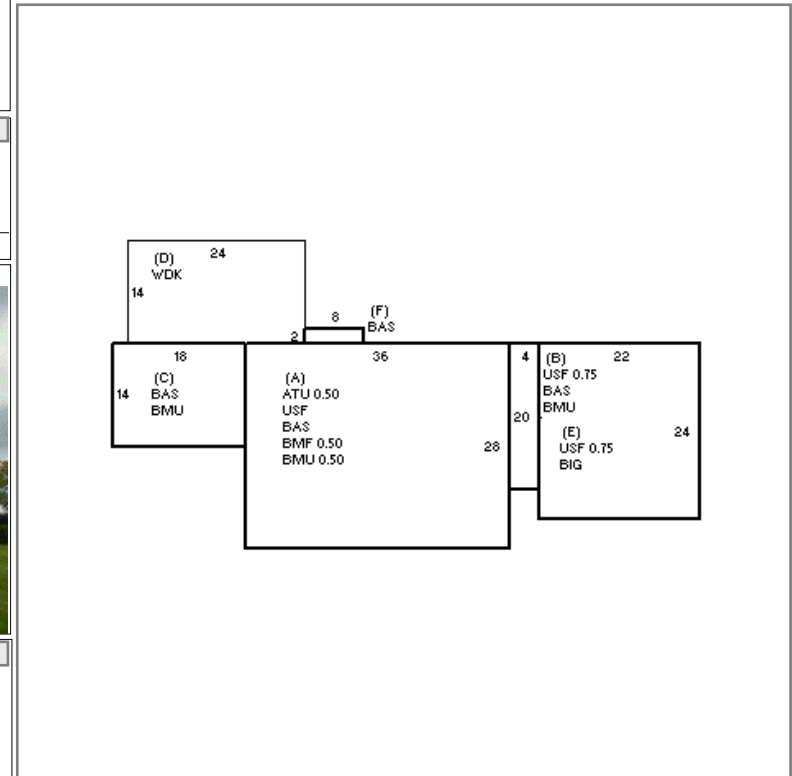 (D)
WDK
24
14
8
(F)
BAS
2
18
(C)
BAS
BMU
14
36
(A)
ATU 0.50
USF
BAS
BMF 0.50
BMU 0.50
28
4
20
(B)
USF 0.75
BAS
BMU
22
(E)
USF 0.75
BIG
24